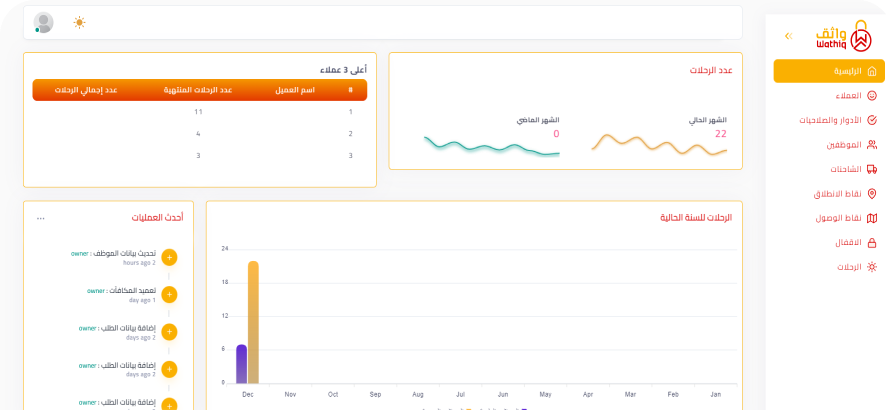 واثق
Wathiq
الرئيسية
العملاء
الأدوار والصلاحيات
الموظفين
الشاحنات
نقاط الانطلاق
نقاط الوصول
الاقفال
الرحلات
عدد الرحلات
الشهر الحالي
22
الشهر الماضي
0
أعلى 3 عملاء
# اسم العميل عدد الرحلات المنتهية عدد إجمالي الرحلات
1 11
2 4
3 3
الرحلات للسنة الحالية
24
18
12
6
0
Dec Nov Oct Sep Aug Jul Jun May Apr Mar Feb Jan
أحدث العمليات
تحديث بيانات الموظف : owner
2 hours ago
تعميد المكافآت : owner
1 day ago
إضافة بيانات الطلب : owner
2 days ago
إضافة بيانات الطلب : owner
2 days ago
إضافة بيانات الطلب : owner